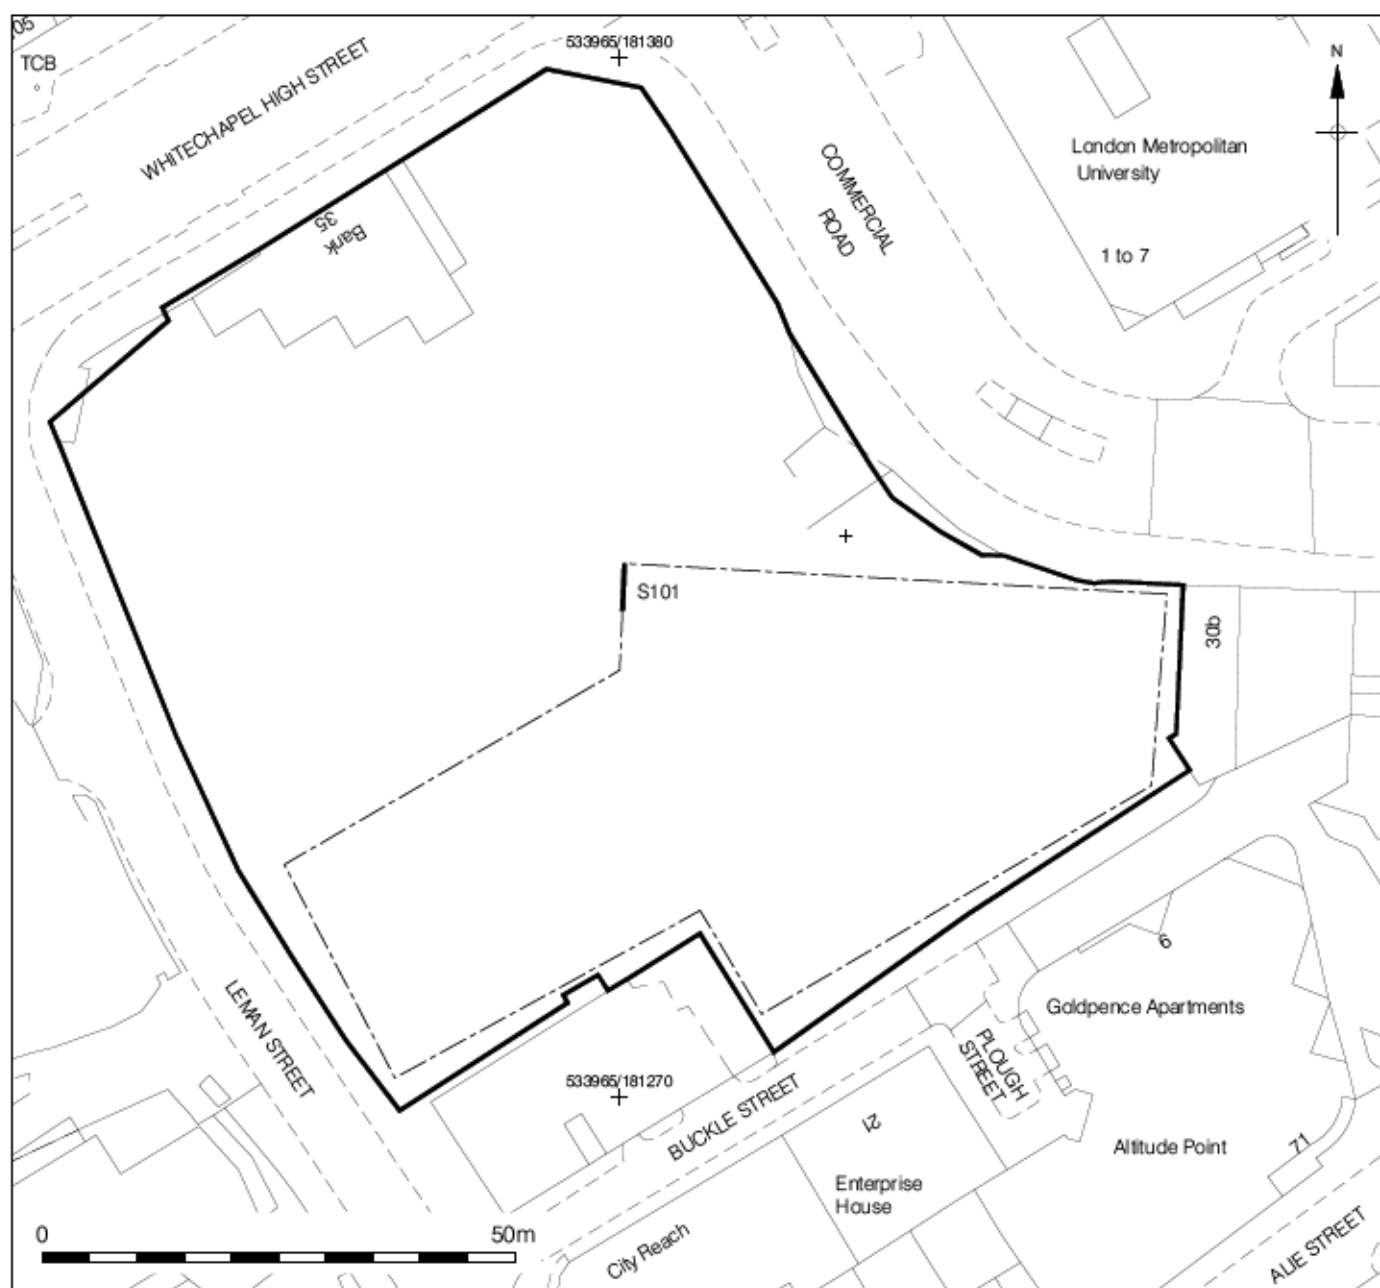 05
533965/181380
N
TCB
WHITECHAPEL HIGH STREET
London Metropolitan
University
COMMERCIAL
ROAD
35
Bank
1 to 7
S101
30b
6
LEMAN STREET
Goldpence Apartments
PLOUGH
STREET
533965/181270
BUCKLE STREET
21
Altitude Point
71
Enterprise
House
0
50m
City Reach
ALIE STREET